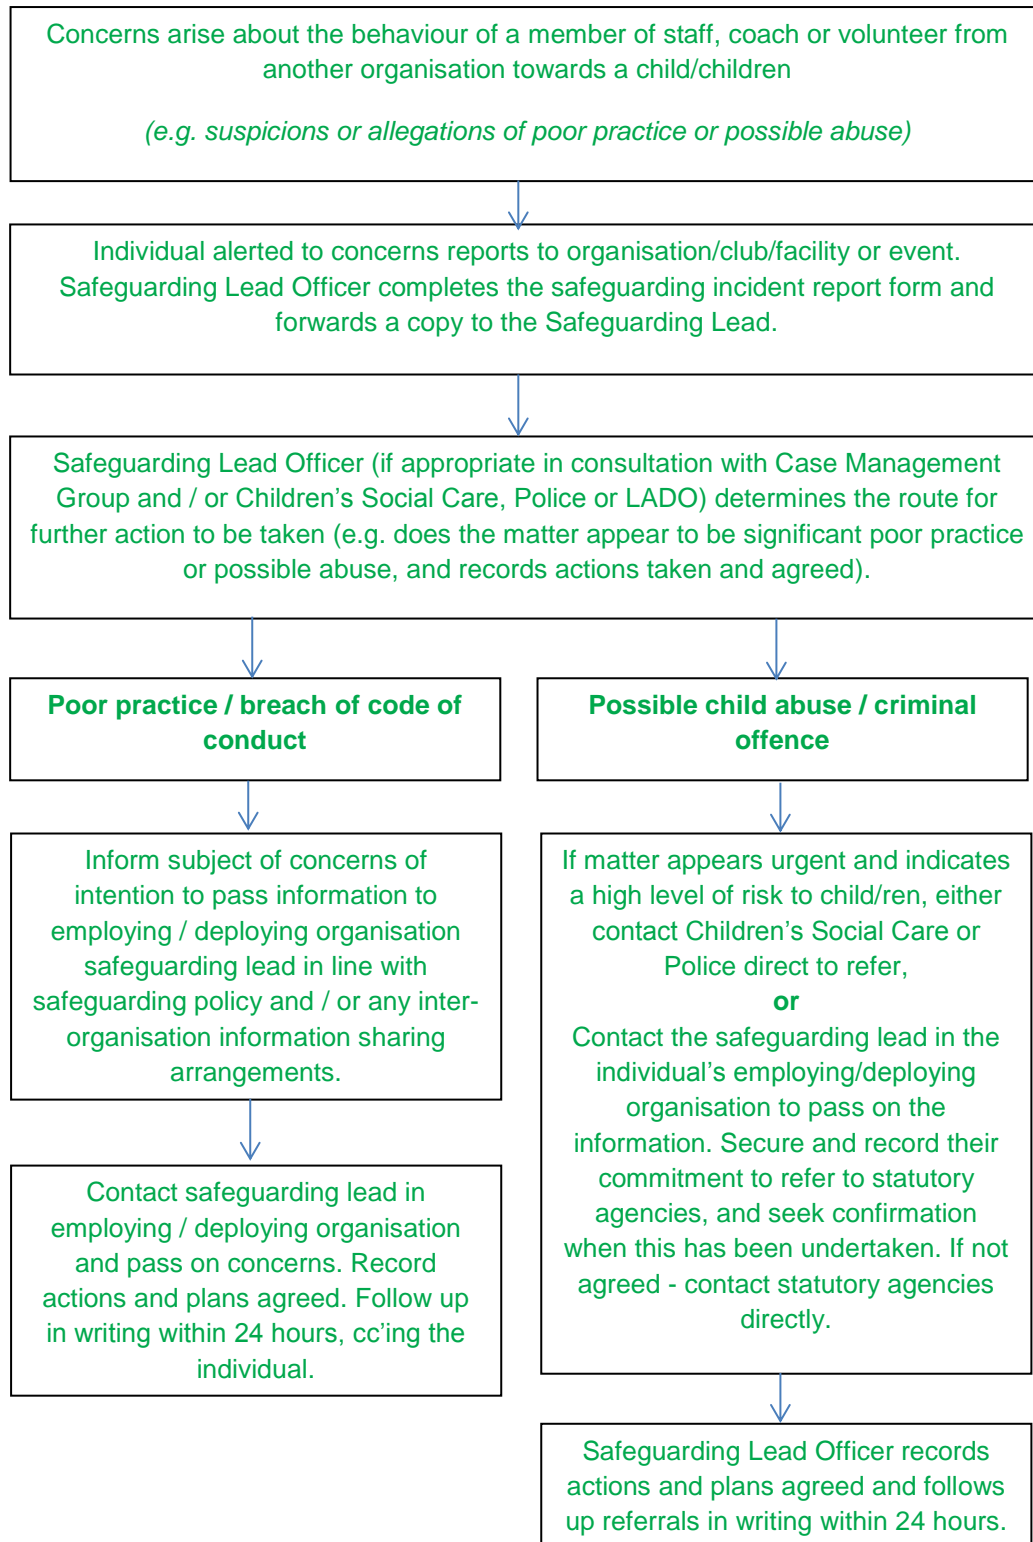 Concerns arise about the behaviour of a member of staff, coach or volunteer from
another organisation towards a child/children
(e.g. suspicions or allegations of poor practice or possible abuse)
Individual alerted to concerns reports to organisation/club/facility or event.
Safeguarding Lead Officer completes the safeguarding incident report form and
forwards a copy to the Safeguarding Lead.
Safeguarding Lead Officer (if appropriate in consultation with Case Management
Group and / or Children’s Social Care, Police or LADO) determines the route for
further action to be taken (e.g. does the matter appear to be significant poor practice
or possible abuse, and records actions taken and agreed).
Poor practice / breach of code of
conduct
Inform subject of concerns of
intention to pass information to
employing / deploying organisation
safeguarding lead in line with
safeguarding policy and / or any inter-
organisation information sharing
arrangements.
Contact safeguarding lead in
employing / deploying organisation
and pass on concerns. Record
actions and plans agreed. Follow up
in writing within 24 hours, cc’ing the
individual.
Possible child abuse / criminal
offence
If matter appears urgent and indicates
a high level of risk to child/ren, either
contact Children’s Social Care or
Police direct to refer,
or
Contact the safeguarding lead in the
individual’s employing/deploying
organisation to pass on the
information. Secure and record their
commitment to refer to statutory
agencies, and seek confirmation
when this has been undertaken. If not
agreed - contact statutory agencies
directly.
Safeguarding Lead Officer records
actions and plans agreed and follows
up referrals in writing within 24 hours.